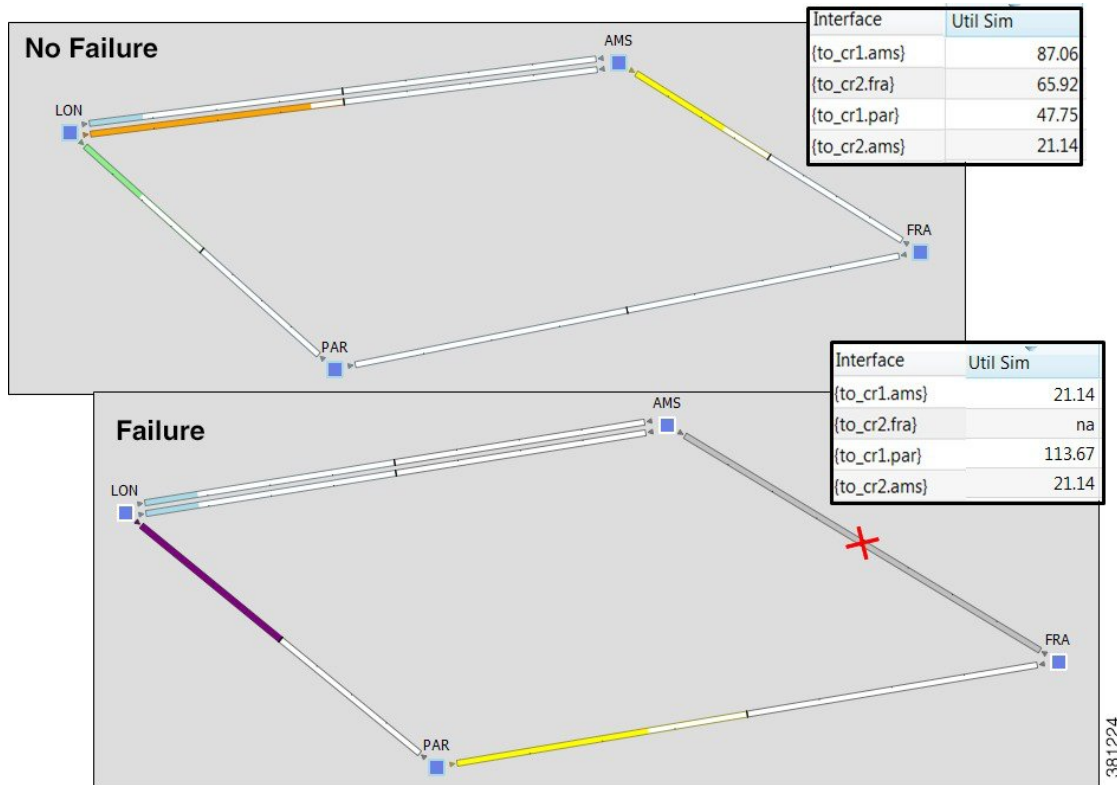 No Failure
AMS
LON
FRA
PAR
Interface Util Sim
{to_cr1.ams} 87.06
{to_cr2.fra} 65.92
{to_cr1.par} 47.75
{to_cr2.ams} 21.14
Failure
AMS
LON
FRA
PAR
Interface Util Sim
{to_cr1.ams} 21.14
{to_cr2.fra} na
{to_cr1.par} 113.67
{to_cr2.ams} 21.14
381224